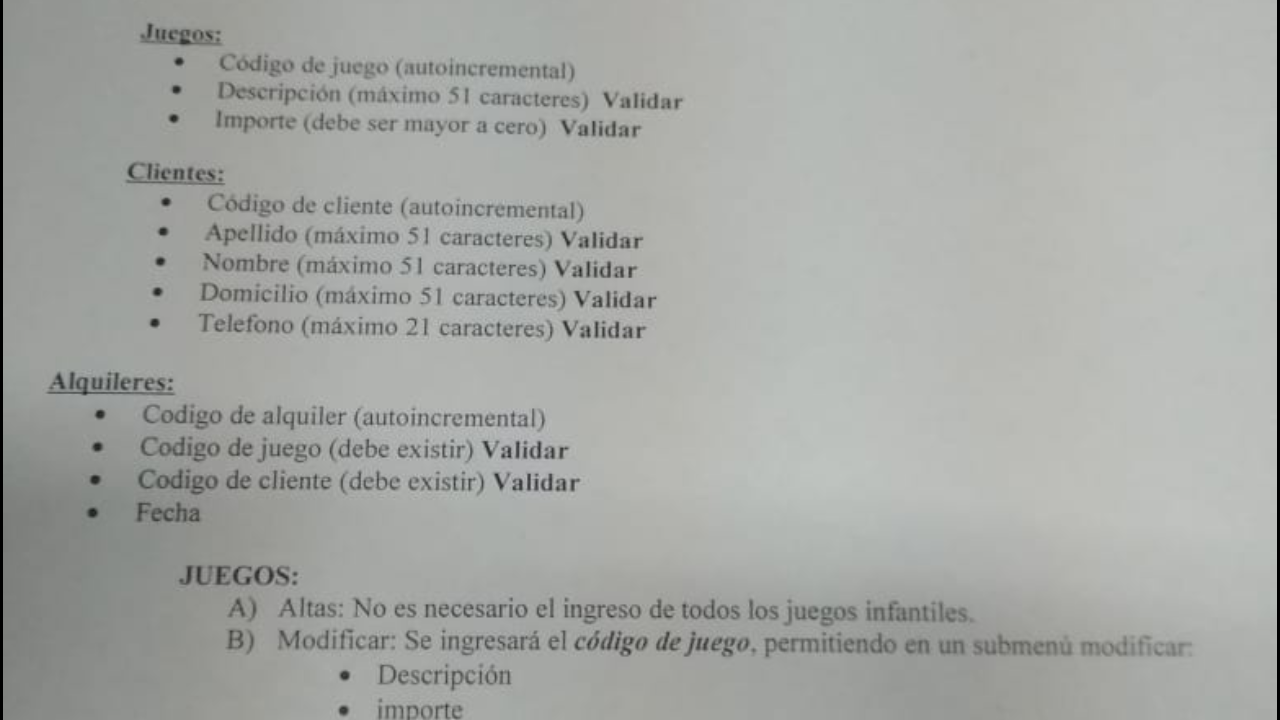 Juegos:
• Código de juego (autoincremental)
• Descripción (máximo 51 caracteres) Validar
• Importe (debe ser mayor a cero) Validar
Clientes:
• Código de cliente (autoincremental)
• Apellido (máximo 51 caracteres) Validar
• Nombre (máximo 51 caracteres) Validar
• Domicilio (máximo 51 caracteres) Validar
• Telefono (máximo 21 caracteres) Validar
Alquileres:
• Codigo de alquiler (autoincremental)
• Codigo de juego (debe existir) Validar
• Codigo de cliente (debe existir) Validar
• Fecha
JUEGOS:
A) Altas: No es necesario el ingreso de todos los juegos infantiles.
B) Modificar: Se ingresará el código de juego, permitiendo en un submenú modificar:
• Descripción
• importe